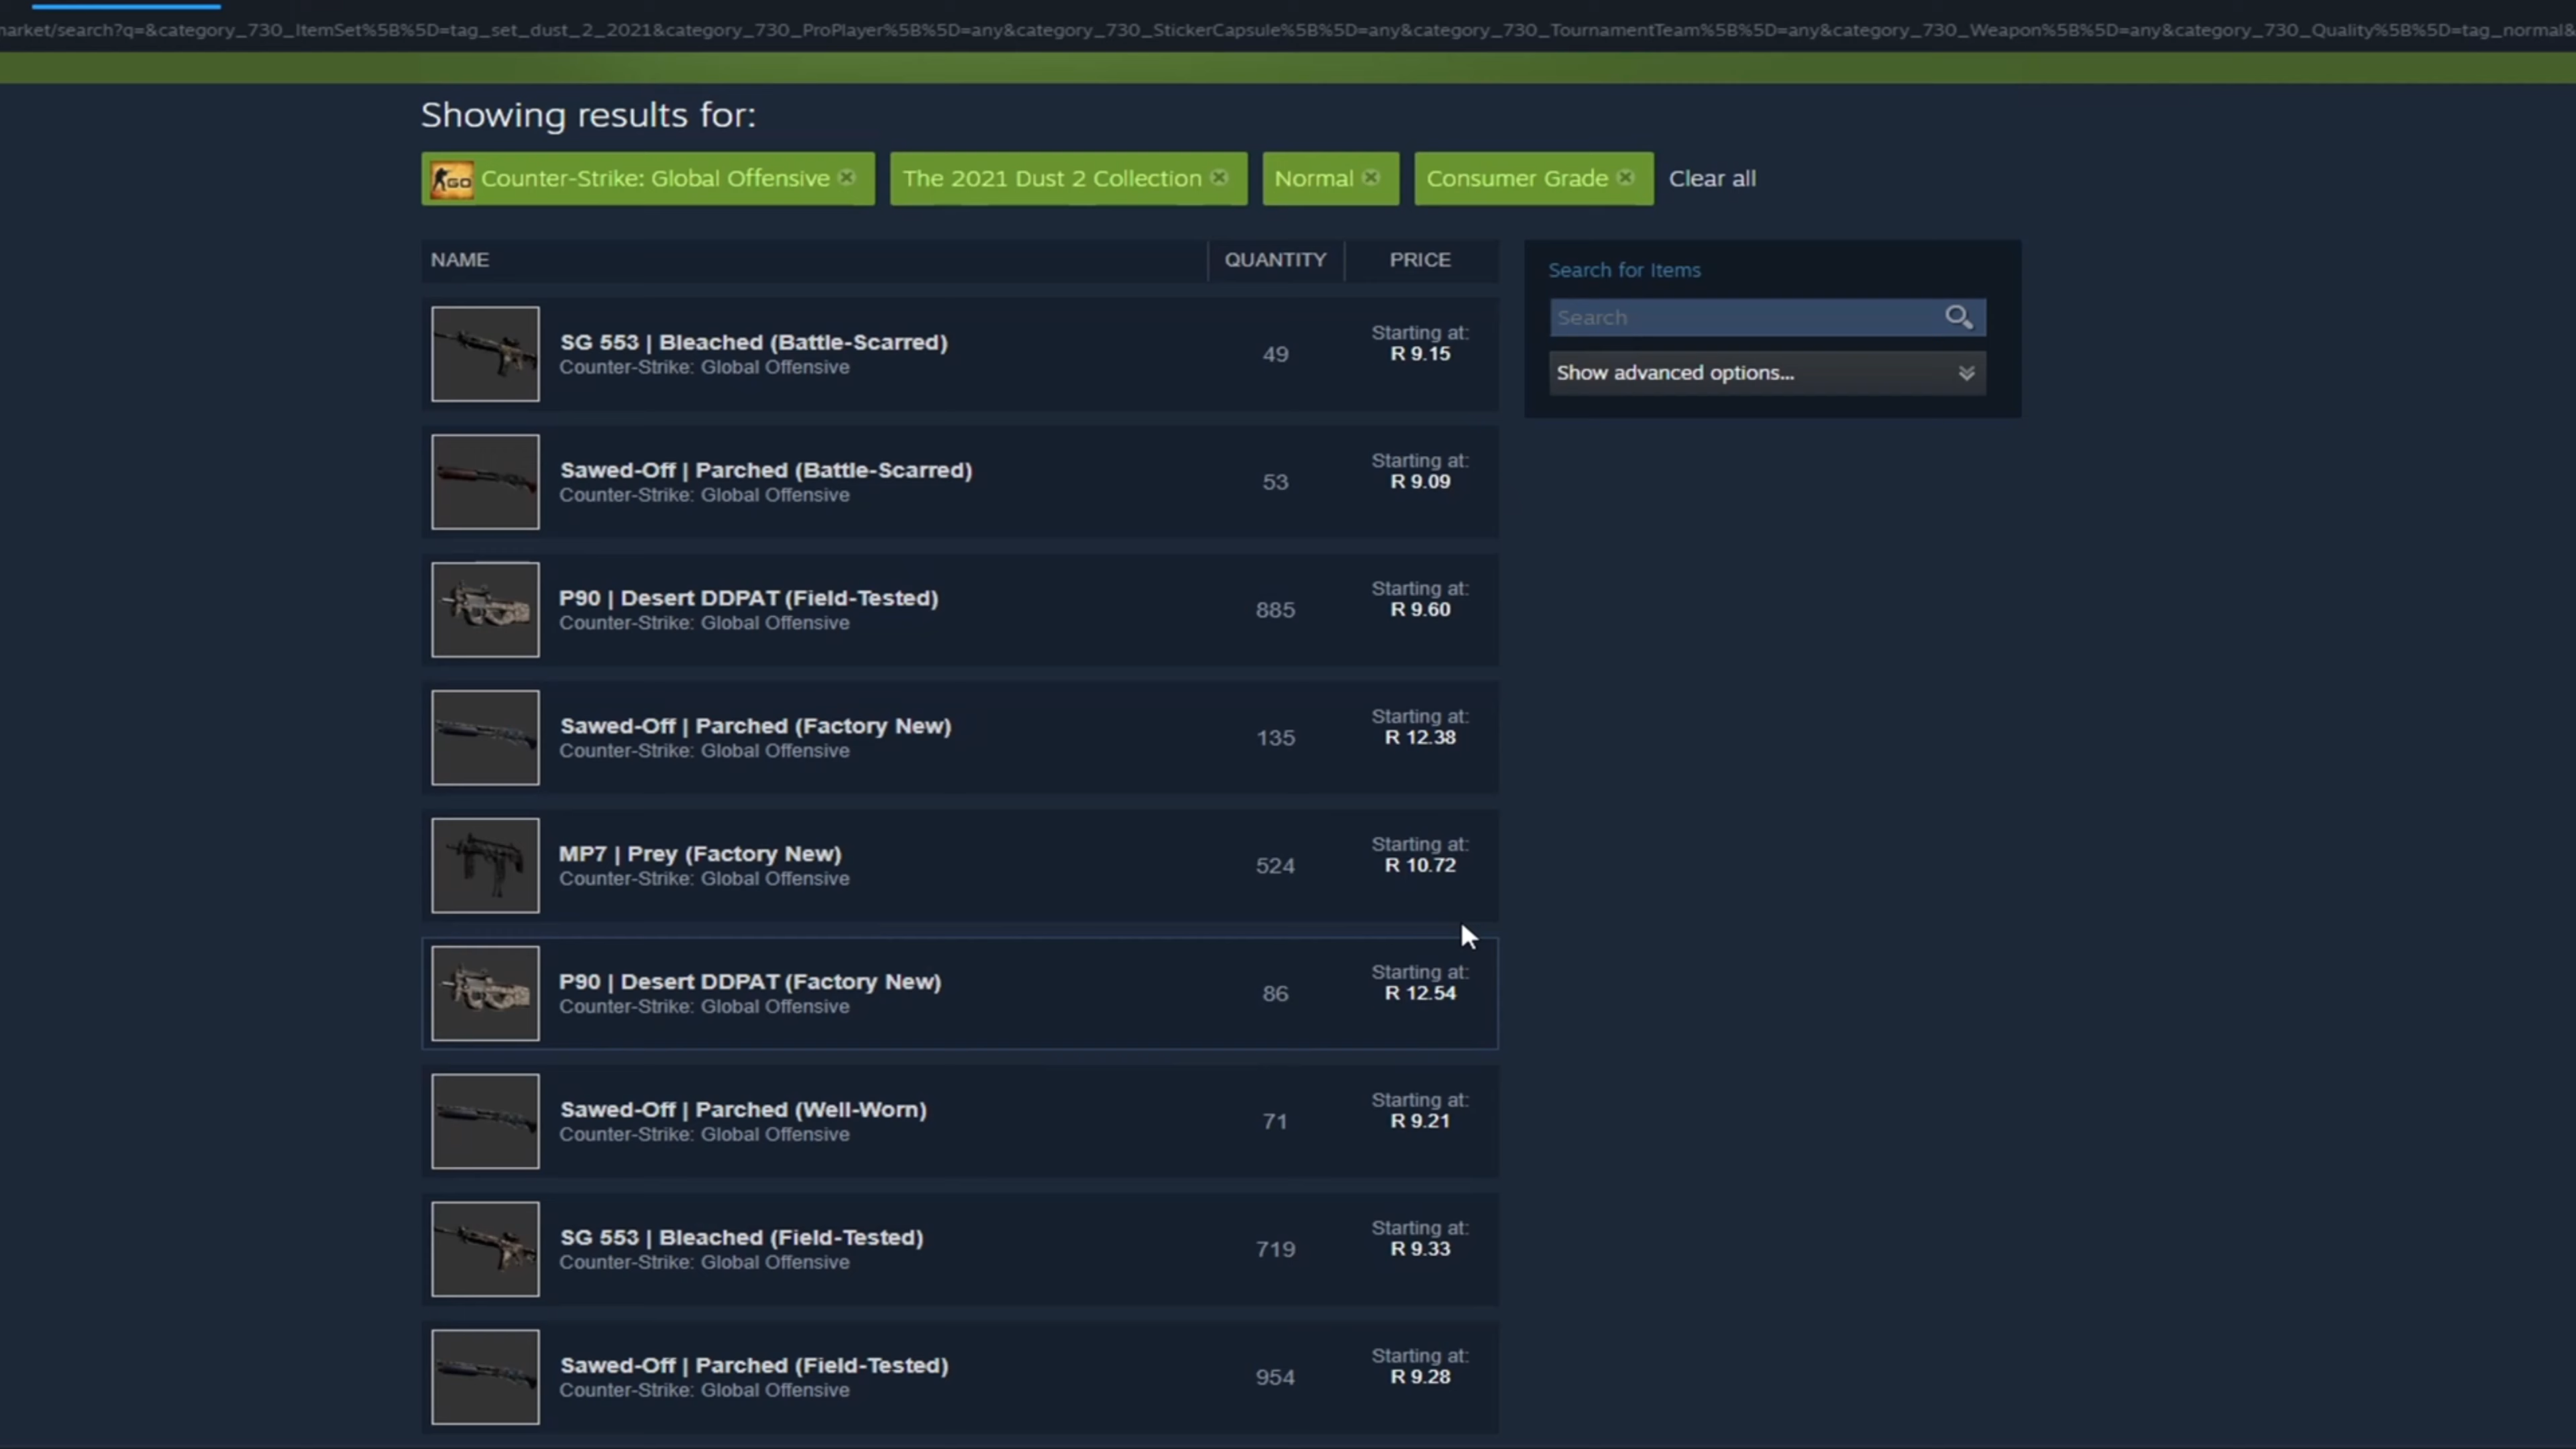 market/search?q=&category_730_ItemSet%5B%5D=tag_set_dust_2_2021&category_730_ProPlayer%5B%5D=any&category_730_StickerCapsule%5B%5D=any&category_730_TournamentTeam%5B%5D=any&category_730_Weapon%5B%5D=any&category_730_Quality%5B%5D=tag_normal&
Showing results for:
GO Counter-Strike: Global Offensive The 2021 Dust 2 Collection Normal Consumer Grade Clear all
NAME QUANTITY PRICE
SG 553 | Bleached (Battle-Scarred)
Counter-Strike: Global Offensive
49
Starting at:
R 9.15
Sawed-Off | Parched (Battle-Scarred)
Counter-Strike: Global Offensive
53
Starting at:
R 9.09
P90 | Desert DDPAT (Field-Tested)
Counter-Strike: Global Offensive
885
Starting at:
R 9.60
Sawed-Off | Parched (Factory New)
Counter-Strike: Global Offensive
135
Starting at:
R 12.38
MP7 | Prey (Factory New)
Counter-Strike: Global Offensive
524
Starting at:
R 10.72
P90 | Desert DDPAT (Factory New)
Counter-Strike: Global Offensive
86
Starting at:
R 12.54
Sawed-Off | Parched (Well-Worn)
Counter-Strike: Global Offensive
71
Starting at:
R 9.21
SG 553 | Bleached (Field-Tested)
Counter-Strike: Global Offensive
719
Starting at:
R 9.33
Sawed-Off | Parched (Field-Tested)
Counter-Strike: Global Offensive
954
Starting at:
R 9.28
Search for Items
Search
Show advanced options...